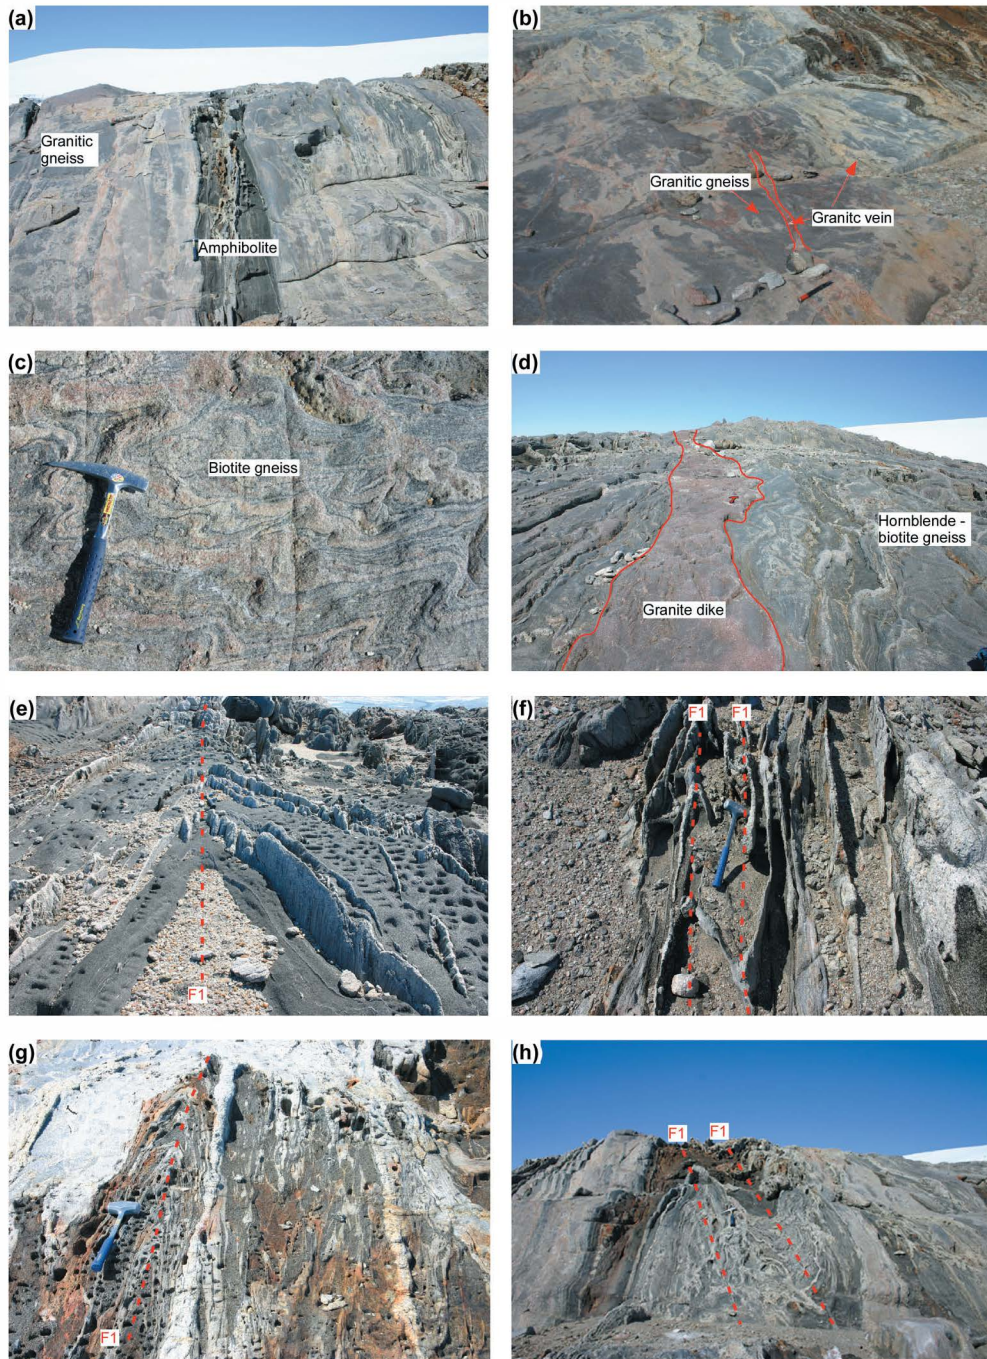 (a)
Granitic
gneiss
Amphibolite
(b)
Granitic gneiss
Granitc vein
(c)
Biotite gneiss
(d)
Hornblende -
biotite gneiss
Granite dike
(e)
F1
(f)
F1 F1
(g)
F1
(h)
F1 F1